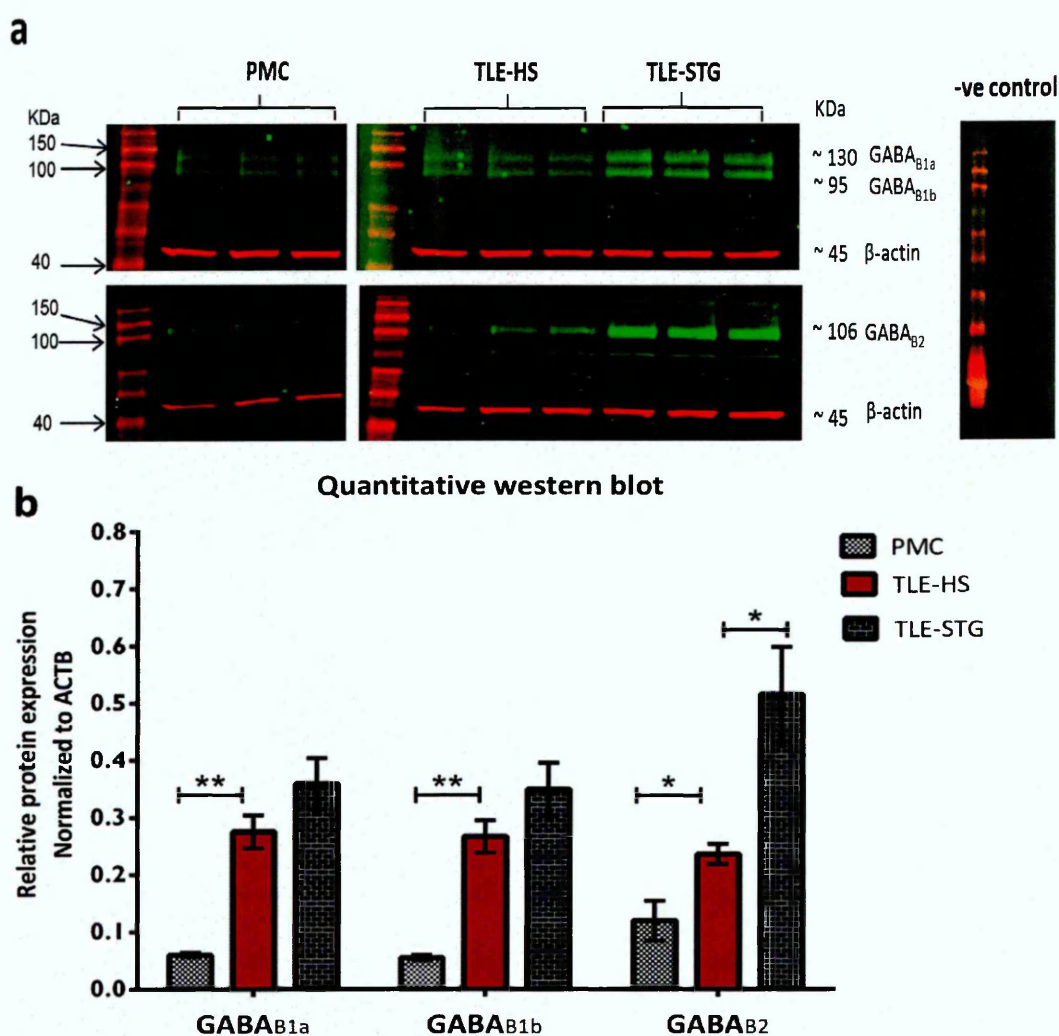 a
PMC
TLE-HS
TLE-STG
-ve control
KDa
150
100
40
KDa
~ 130 GABA_B1a
~ 95 GABA_B1b
~ 45 β-actin
150
100
40
~ 106 GABA_B2
~ 45 β-actin
Quantitative western blot
b
Relative protein expression
Normalized to ACTB
0.8
0.7
0.6
0.5
0.4
0.3
0.2
0.1
0.0
**
**
*
*
PMC
TLE-HS
TLE-STG
GABAB1a
GABAB1b
GABAB2